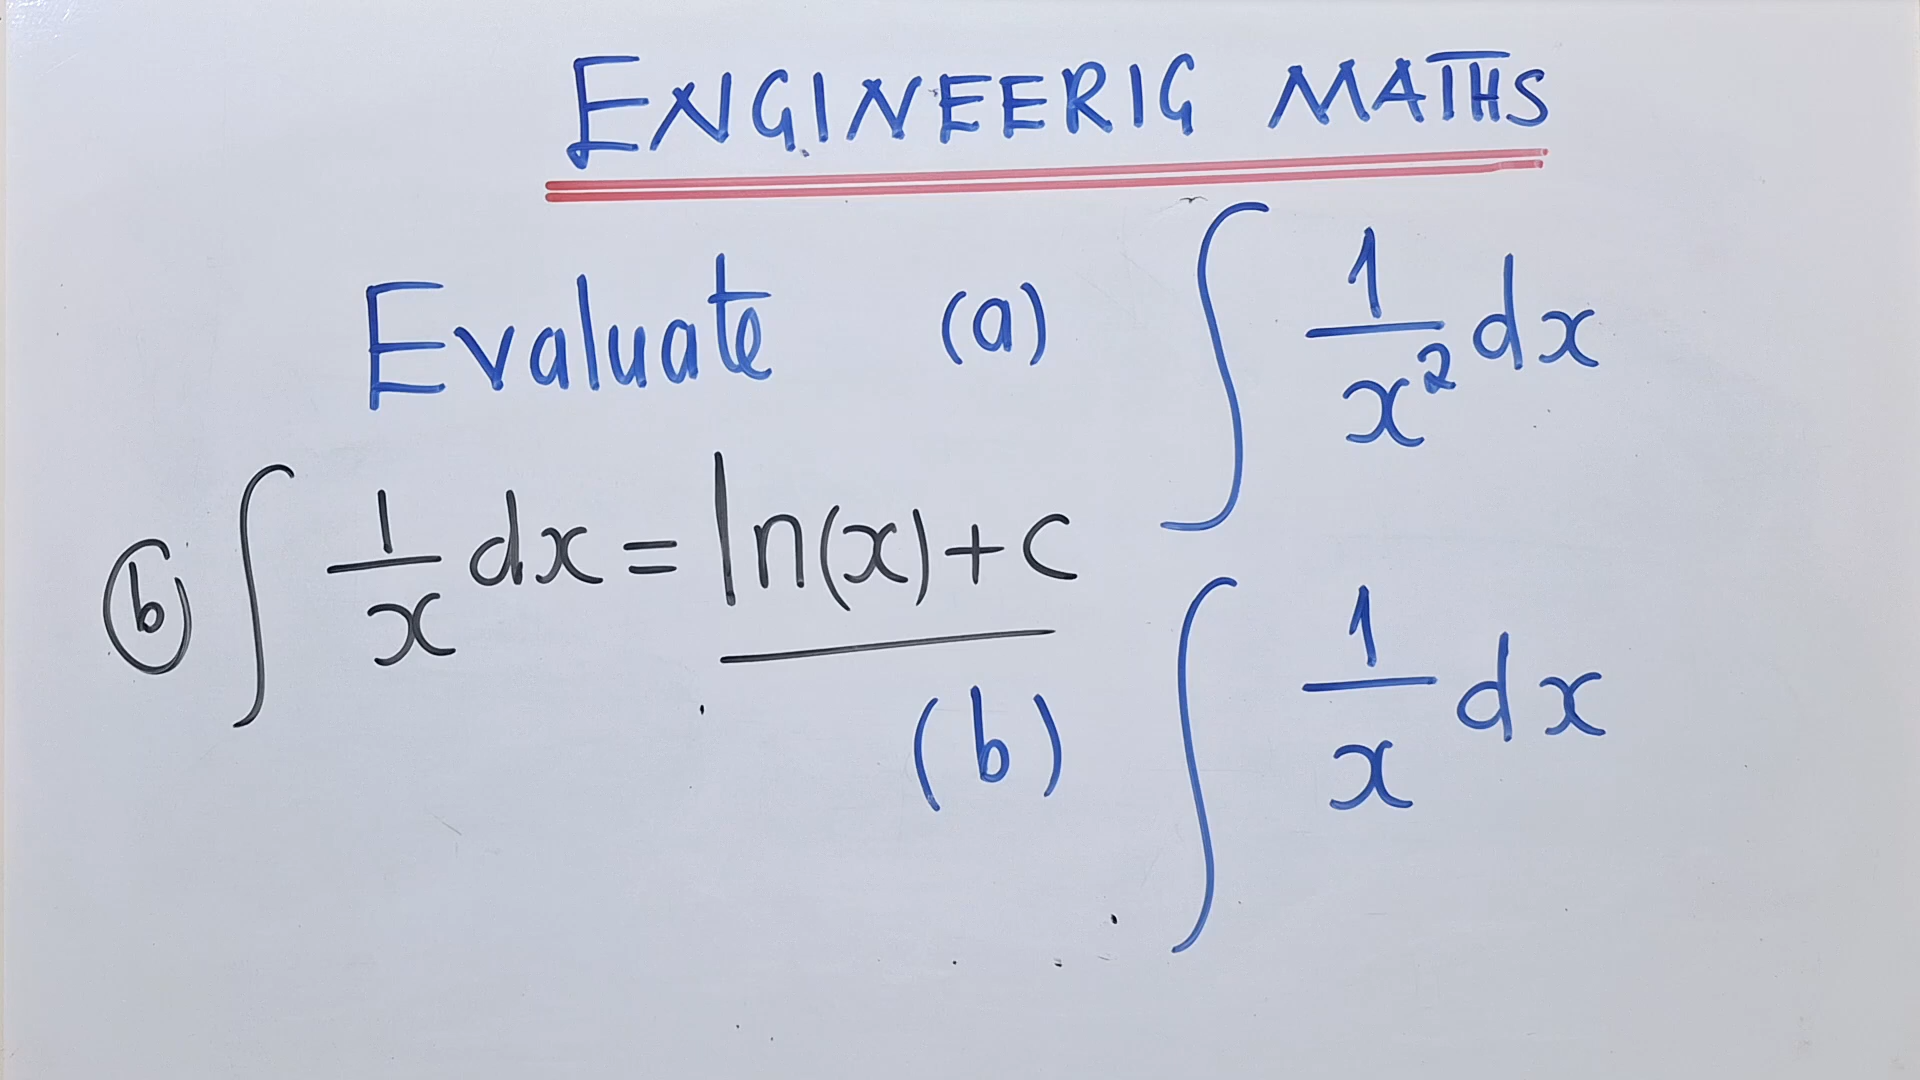 ENGINEERIG MATHS
Evaluate (a) ∫ 1/x² dx
(b) ∫ 1/x dx = ln(x) + c
(b) ∫ 1/x dx